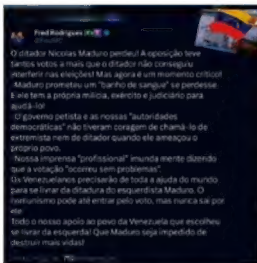 Fred Rodrigues
O ditador Nicolas Maduro perdeu! A oposição teve
tantos votos a mais que o ditador não conseguiu
interferir nas eleições! Mas agora é um momento crítico!
Maduro prometeu um "banho de sangue" se perdesse.
E ele tem a própria milícia, exército e judiciário para
ajudá-lo!
O governo petista e as nossas "autoridades
democráticas" não tiveram coragem de chamá-lo de
extremista nem de ditador quando ele ameaçou o
próprio povo.
Nossa imprensa "profissional" imunda mente dizendo
que a votação "ocorreu sem problemas".
Os Venezuelanos precisarão de toda a ajuda do mundo
para se livrar da ditadura do esquerdista Maduro. O
comunismo pode até entrar pelo voto, mas nunca sai por
ele
Todo o nosso apoio ao povo da Venezuela que escolheu
se livrar da esquerda! Que Maduro seja impedido de
destruir mais vidas!